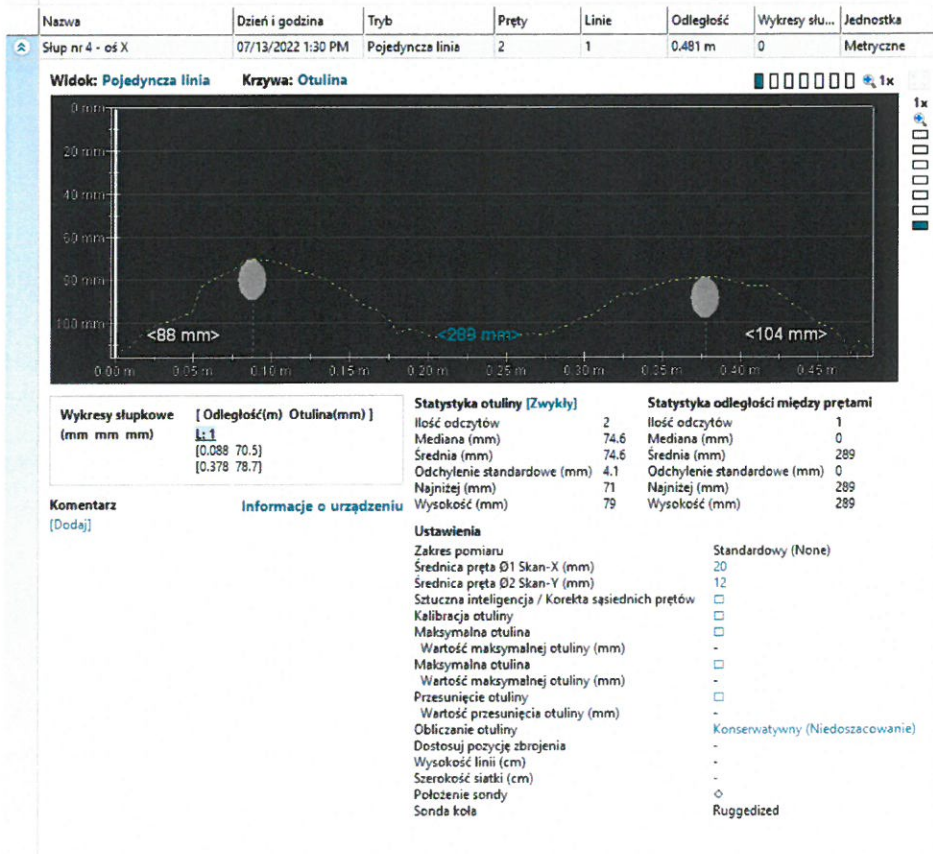 Nazwa Dzień i godzina Tryb Pręty Linie Odległość Wykresy słu... Jednostka
Słup nr 4 - oś X 07/13/2022 1:30 PM Pojedyncza linia 2 1 0.481 m 0 Metryczne
Widok: Pojedyncza linia Krzywa: Otulina 1x
1x
0 mm
20 mm
40 mm
60 mm
80 mm
100 mm
<88 mm> <289 mm> <104 mm>
0.00 m 0.05 m 0.10 m 0.15 m 0.20 m 0.25 m 0.30 m 0.35 m 0.40 m 0.45 m
Wykresy słupkowe [ Odległość(m) Otulina(mm) ]
(mm mm mm) L: 1
[0.088 70.5]
[0.378 78.7]
Komentarz Informacje o urządzeniu
[Dodaj]
Statystyka otuliny [Zwykły] Statystyka odległości między prętami
Ilość odczytów 2 Ilość odczytów 1
Mediana (mm) 74.6 Mediana (mm) 0
Średnia (mm) 74.6 Średnia (mm) 289
Odchylenie standardowe (mm) 4.1 Odchylenie standardowe (mm) 0
Najniżej (mm) 71 Najniżej (mm) 289
Wysokość (mm) 79 Wysokość (mm) 289
Ustawienia
Zakres pomiaru Standardowy (None)
Średnica pręta Ø1 Skan-X (mm) 20
Średnica pręta Ø2 Skan-Y (mm) 12
Sztuczna inteligencja / Korekta sąsiednich prętów
Kalibracja otuliny
Maksymalna otulina
Wartość maksymalnej otuliny (mm) -
Maksymalna otulina
Wartość maksymalnej otuliny (mm) -
Przesunięcie otuliny
Wartość przesunięcia otuliny (mm) -
Obliczanie otuliny Konserwatywny (Niedoszacowanie)
Dostosuj pozycję zbrojenia -
Wysokość linii (cm) -
Szerokość siatki (cm) -
Położenie sondy
Sonda koła Ruggedized